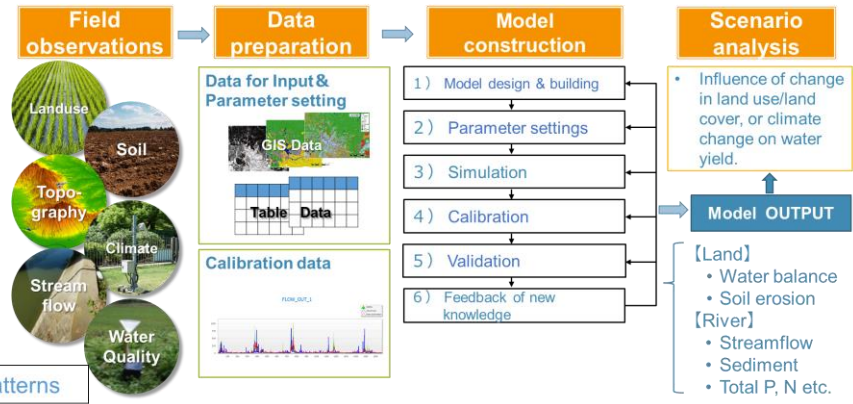 Field
observations
Data
preparation
Model
construction
Scenario
analysis
Landuse
Soil
Topo-
graphy
Climate
Stream
flow
Water
Quality
atterns
Data for Input&
Parameter setting
GIS Data
Table Data
Calibration data
FLOW_OUT_1
1） Model design & building
2） Parameter settings
3） Simulation
4） Calibration
5） Validation
6） Feedback of new
knowledge
• Influence of change
in land use/land
cover, or climate
change on water
yield.
Model OUTPUT
【Land】
• Water balance
• Soil erosion
【River】
• Streamflow
• Sediment
• Total P, N etc.